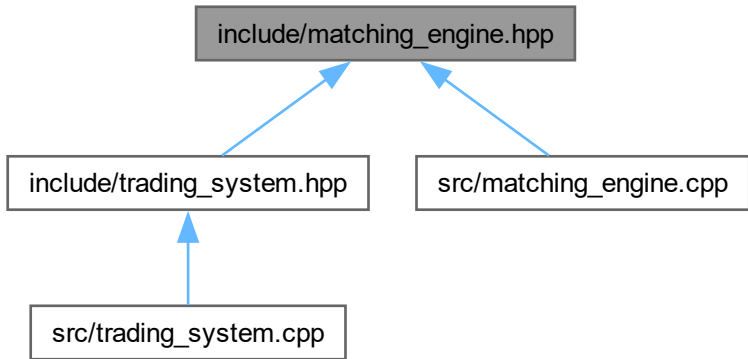 include/matching_engine.hpp
include/trading_system.hpp
src/matching_engine.cpp
src/trading_system.cpp